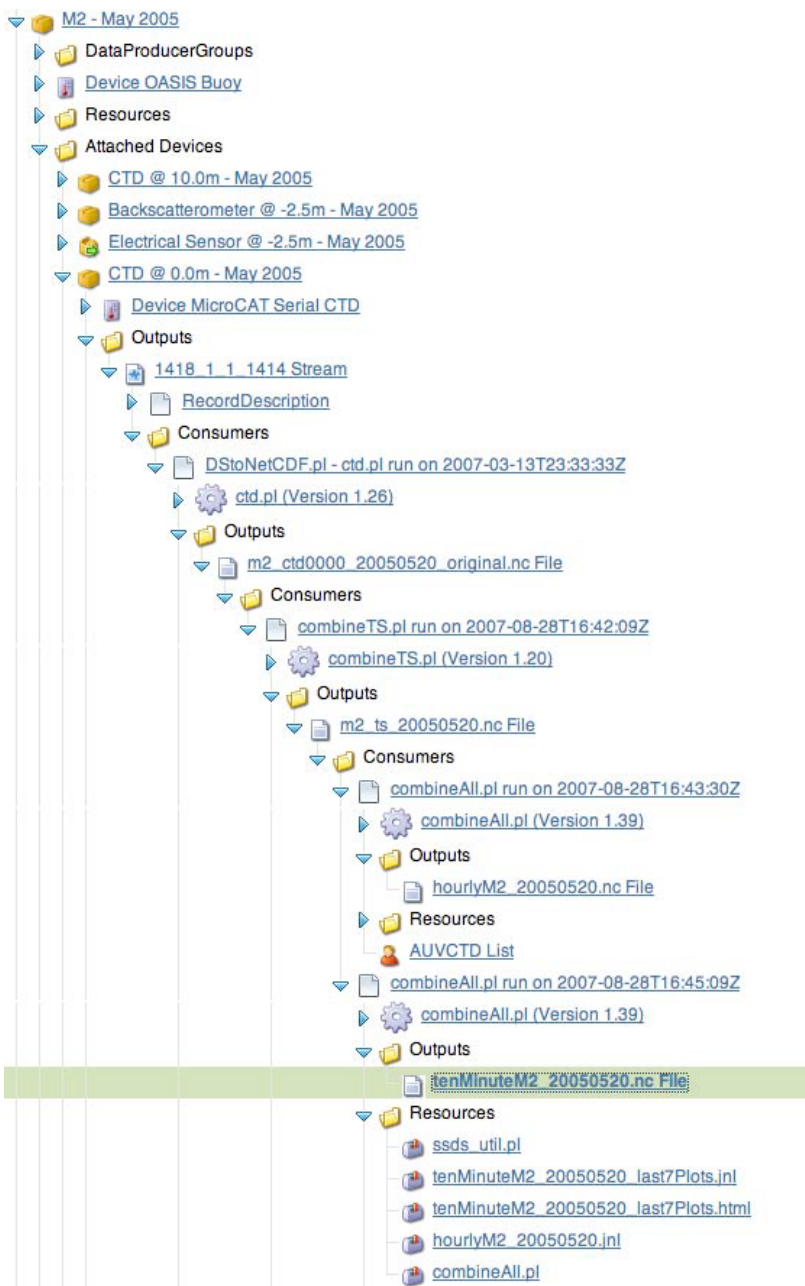 M2 - May 2005
DataProducerGroups
Device OASIS Buoy
Resources
Attached Devices
CTD @ 10.0m - May 2005
Backscatterometer @ -2.5m - May 2005
Electrical Sensor @ -2.5m - May 2005
CTD @ 0.0m - May 2005
Device MicroCAT Serial CTD
Outputs
1418_1_1_1414 Stream
RecordDescription
Consumers
DStoNetCDF.pl - ctd.pl run on 2007-03-13T23:33:33Z
ctd.pl (Version 1.26)
Outputs
m2_ctd0000_20050520_original.nc File
Consumers
combineTS.pl run on 2007-08-28T16:42:09Z
combineTS.pl (Version 1.20)
Outputs
m2_ts_20050520.nc File
Consumers
combineAll.pl run on 2007-08-28T16:43:30Z
combineAll.pl (Version 1.39)
Outputs
hourlyM2_20050520.nc File
Resources
AUVCTD List
combineAll.pl run on 2007-08-28T16:45:09Z
combineAll.pl (Version 1.39)
Outputs
tenMinuteM2_20050520.nc File
Resources
ssds_util.pl
tenMinuteM2_20050520_last7Plots.jnl
tenMinuteM2_20050520_last7Plots.html
hourlyM2_20050520.jnl
combineAll.pl